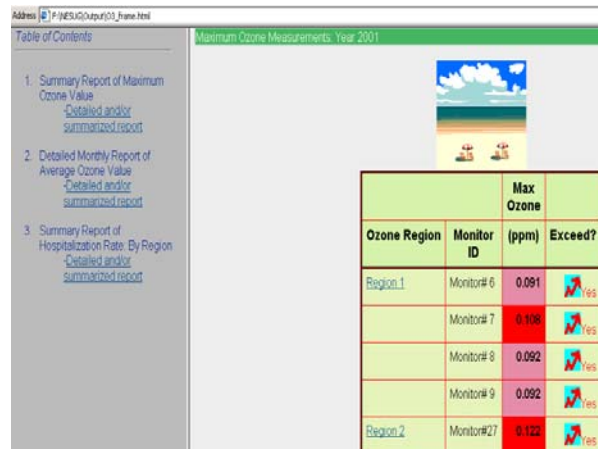 Address F:\NESUG\Output\O3_frame.html
Table of Contents
1. Summary Report of Maximum
Ozone Value
-Detailed and/or
summarized report
2. Detailed Monthly Report of
Average Ozone Value
-Detailed and/or
summarized report
3. Summary Report of
Hospitalization Rate: By Region
-Detailed and/or
summarized report
Maximum Ozone Measurements: Year 2001
Max
Ozone
Ozone Region Monitor
ID (ppm) Exceed?
Region 1 Monitor# 6 0.091 Yes
Monitor# 7 0.108 Yes
Monitor# 8 0.092 Yes
Monitor# 9 0.092 Yes
Region 2 Monitor#27 0.122 Yes